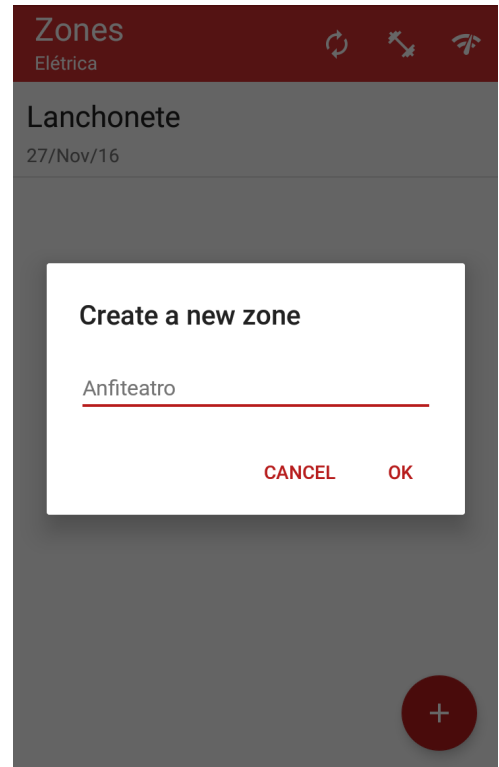 Zones
Elétrica
Lanchonete
27/Nov/16
Create a new zone
Anfiteatro
CANCEL OK